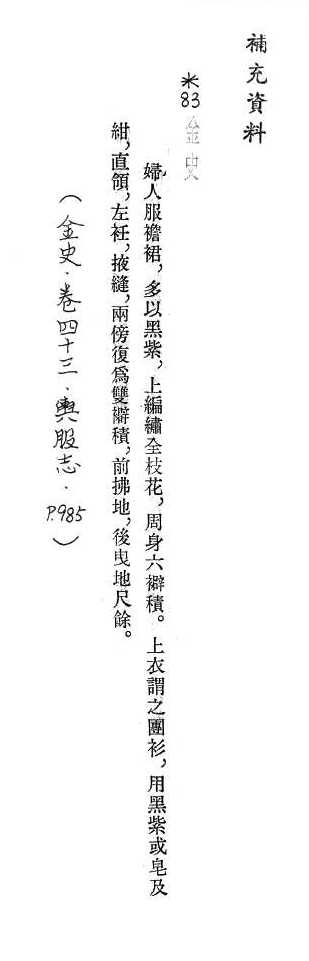 補充資料
*83 金史
婦人服襜裙，多以黑紫，上編繡全枝花，周身六襞積。上衣謂之團衫，用黑紫或皂及
紺，直領，左衽，掖縫，兩傍復為雙襞積，前拂地，後曳地尺餘。
（金史·卷四十三·輿服志·P.985）